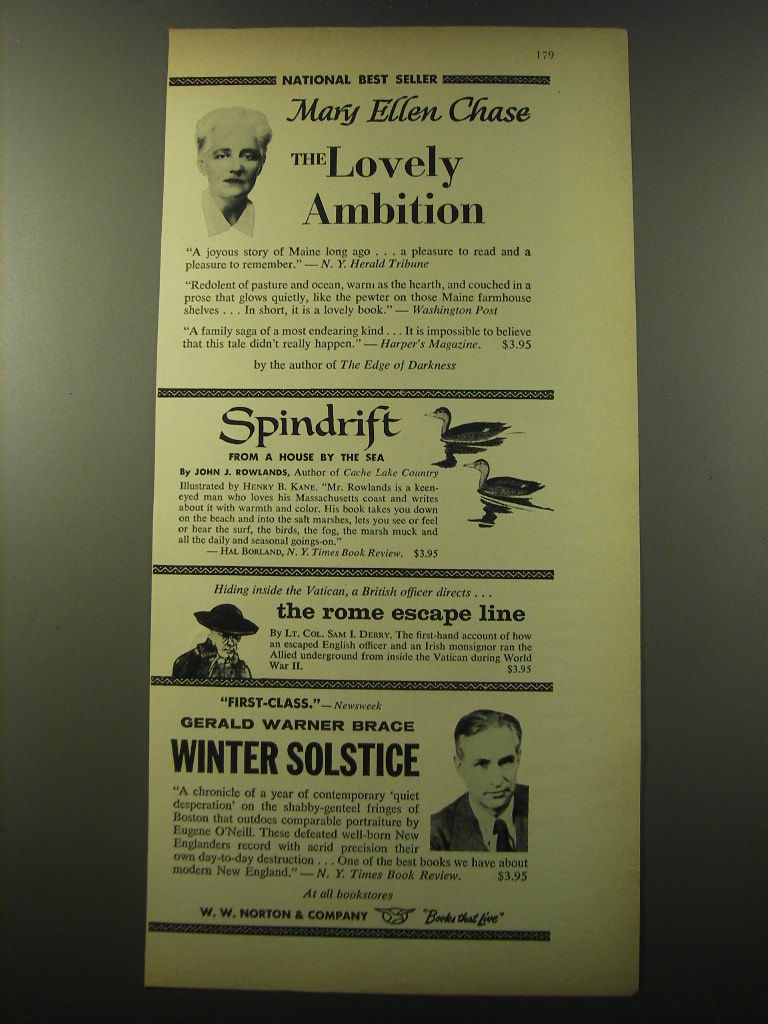 179
NATIONAL BEST SELLER
Mary Ellen Chase
THE Lovely
Ambition
“A joyous story of Maine long ago . . . a pleasure to read and a
pleasure to remember.” — N. Y. Herald Tribune
“Redolent of pasture and ocean, warm as the hearth, and couched in a
prose that glows quietly, like the pewter on those Maine farmhouse
shelves . . . In short, it is a lovely book.” — Washington Post
“A family saga of a most endearing kind . . . It is impossible to believe
that this tale didn’t really happen.” — Harper’s Magazine. $3.95
by the author of The Edge of Darkness
Spindrift
FROM A HOUSE BY THE SEA
By JOHN J. ROWLANDS, Author of Cache Lake Country
Illustrated by HENRY B. KANE. “Mr. Rowlands is a keen-
eyed man who loves his Massachusetts coast and writes
about it with warmth and color. His book takes you down
on the beach and into the salt marshes, lets you see or feel
or hear the surf, the birds, the fog, the marsh muck and
all the daily and seasonal goings-on.”
— HAL BORLAND, N. Y. Times Book Review. $3.95
Hiding inside the Vatican, a British officer directs . . .
the rome escape line
By LT. COL. SAM I. DERRY. The first-hand account of how
an escaped English officer and an Irish monsignor ran the
Allied underground from inside the Vatican during World
War II. $3.95
“FIRST-CLASS.” — Newsweek
GERALD WARNER BRACE
WINTER SOLSTICE
“A chronicle of a year of contemporary ‘quiet
desperation’ on the shabby-genteel fringes of
Boston that outdoes comparable portraiture by
Eugene O’Neill. These defeated well-born New
Englanders record with acrid precision their
own day-to-day destruction . . . One of the best books we have about
modern New England.” — N. Y. Times Book Review. $3.95
At all bookstores
W. W. NORTON & COMPANY “Books that Live”